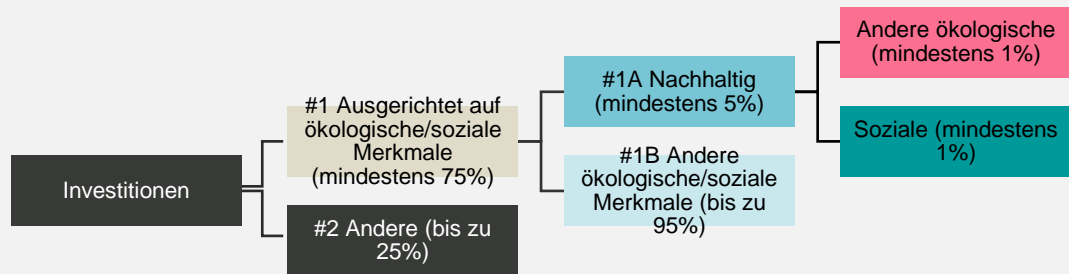 Investitionen
#1 Ausgerichtet auf
ökologische/soziale
Merkmale
(mindestens 75%)
#2 Andere (bis zu
25%)
#1A Nachhaltig
(mindestens 5%)
#1B Andere
ökologische/soziale
Merkmale (bis zu
95%)
Andere ökologische
(mindestens 1%)
Soziale (mindestens
1%)